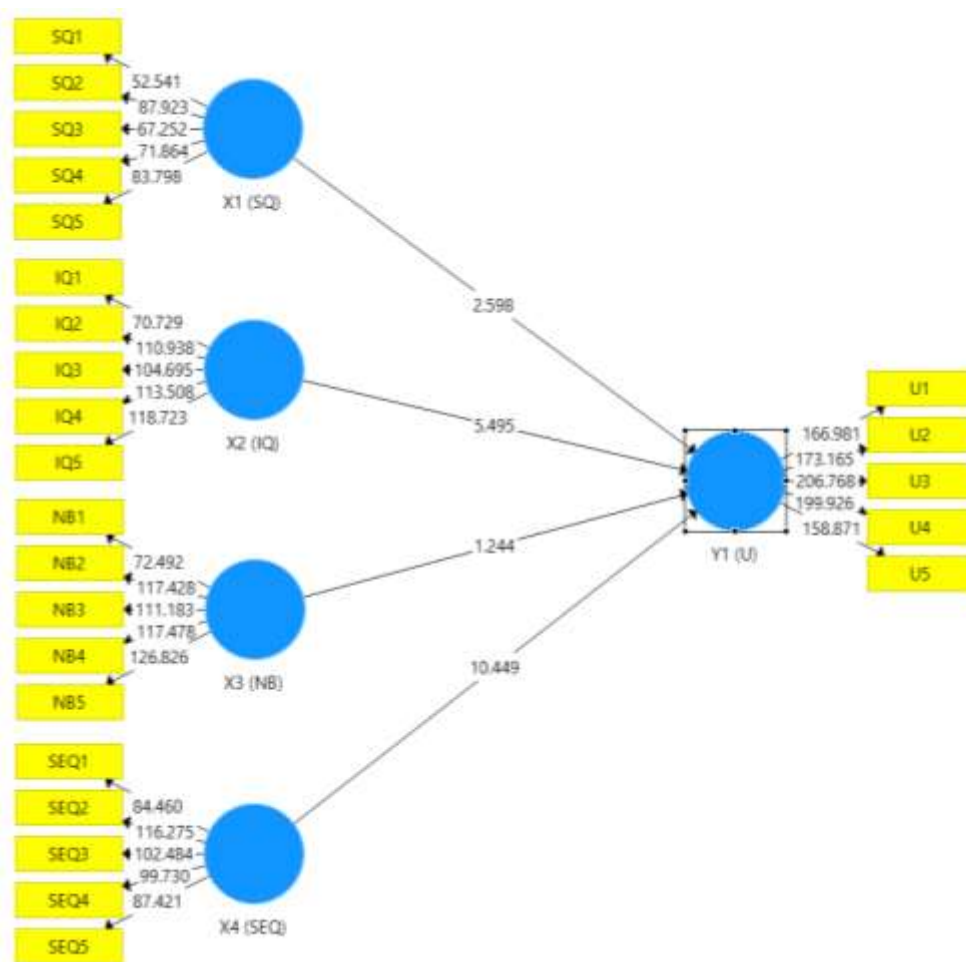 SQ1
52.541
SQ2
87.923
SQ3
67.252
71.864
SQ4
83.798
SQ5
X1 (SQ)
IQ1
70.729
IQ2
110.938
IQ3
104.695
113.508
IQ4
118.723
IQ5
X2 (IQ)
NB1
72.492
NB2
117.428
NB3
111.183
117.478
NB4
126.826
NB5
X3 (NB)
SEQ1
84.460
SEQ2
116.275
SEQ3
102.484
99.730
SEQ4
87.421
SEQ5
X4 (SEQ)
2.598
5.495
1.244
10.449
Y1 (U)
U1
166.981
U2
173.165
206.768
U3
199.926
U4
158.871
U5